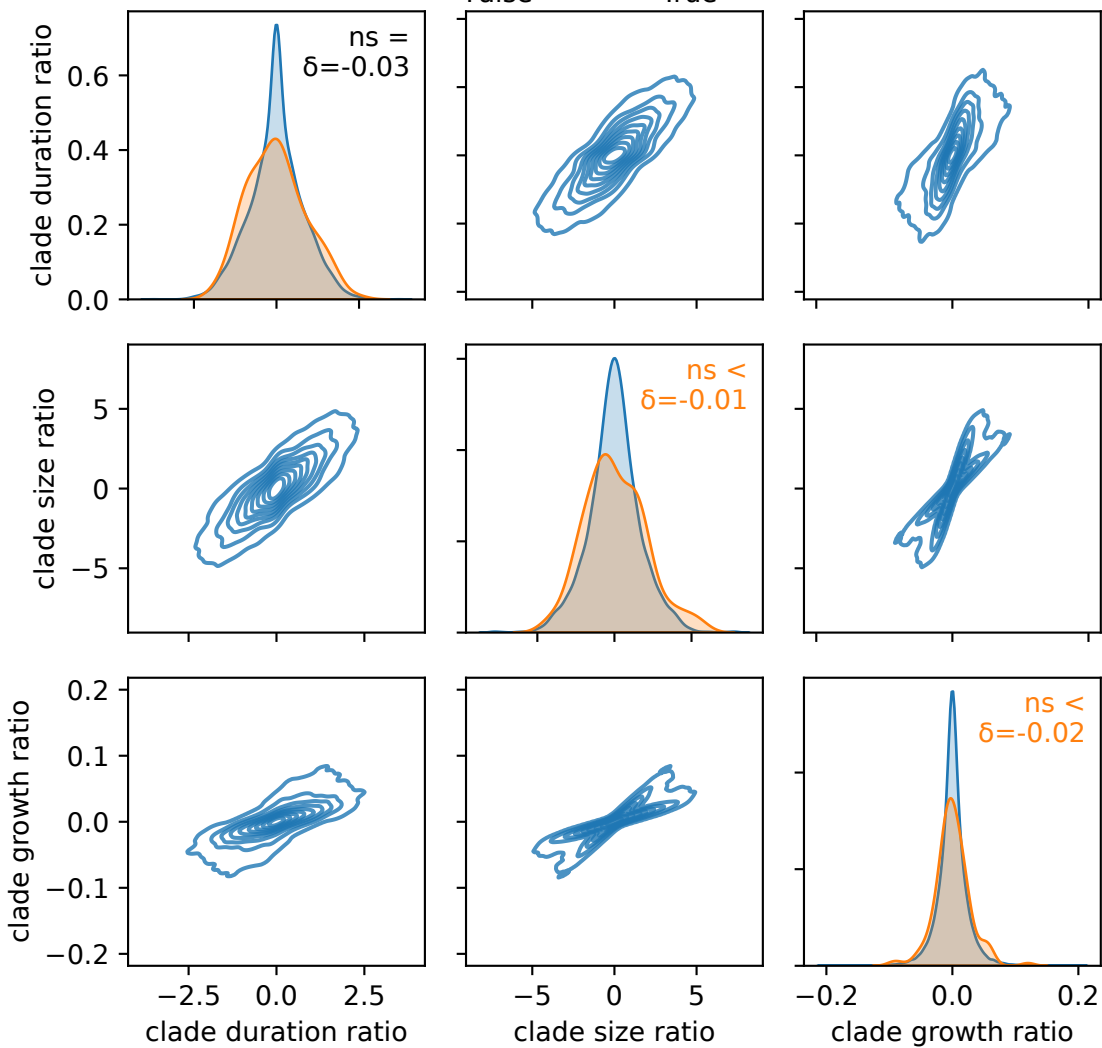 ns =
δ=-0.03
clade duration ratio
0.6
0.4
0.2
0.0
ns <
δ=-0.01
clade size ratio
5
0
−5
ns <
δ=-0.02
clade growth ratio
0.2
0.1
0.0
−0.1
−0.2
−2.5 0.0 2.5
−5 0 5
−0.2 0.0 0.2
clade duration ratio
clade size ratio
clade growth ratio